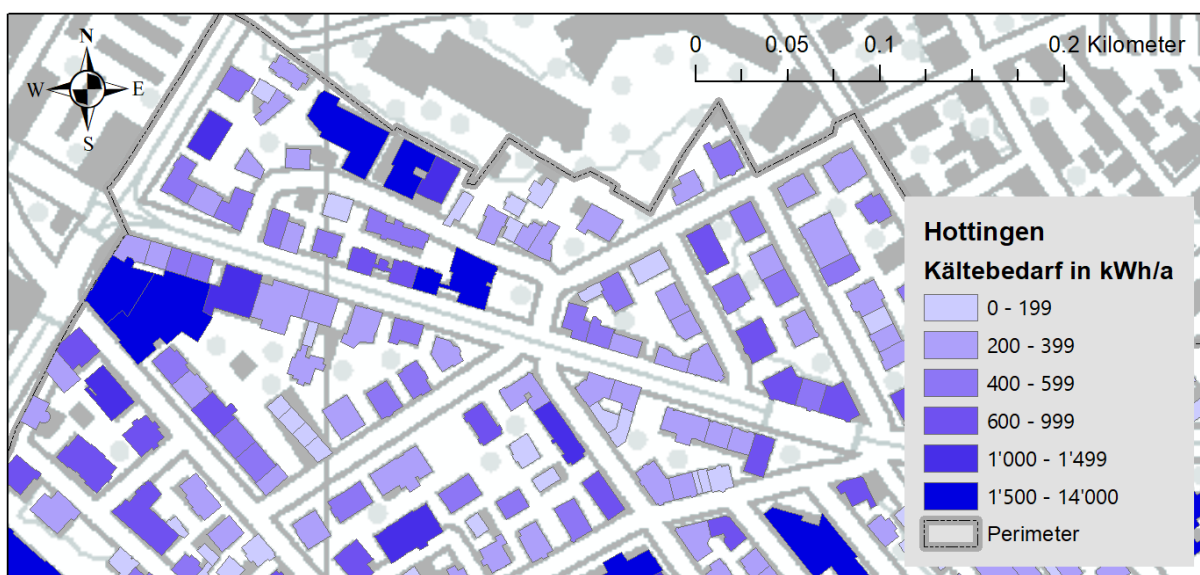 N
W E
S
0 0.05 0.1 0.2 Kilometer
Hottingen
Kältebedarf in kWh/a
0 - 199
200 - 399
400 - 599
600 - 999
1'000 - 1'499
1'500 - 14'000
Perimeter